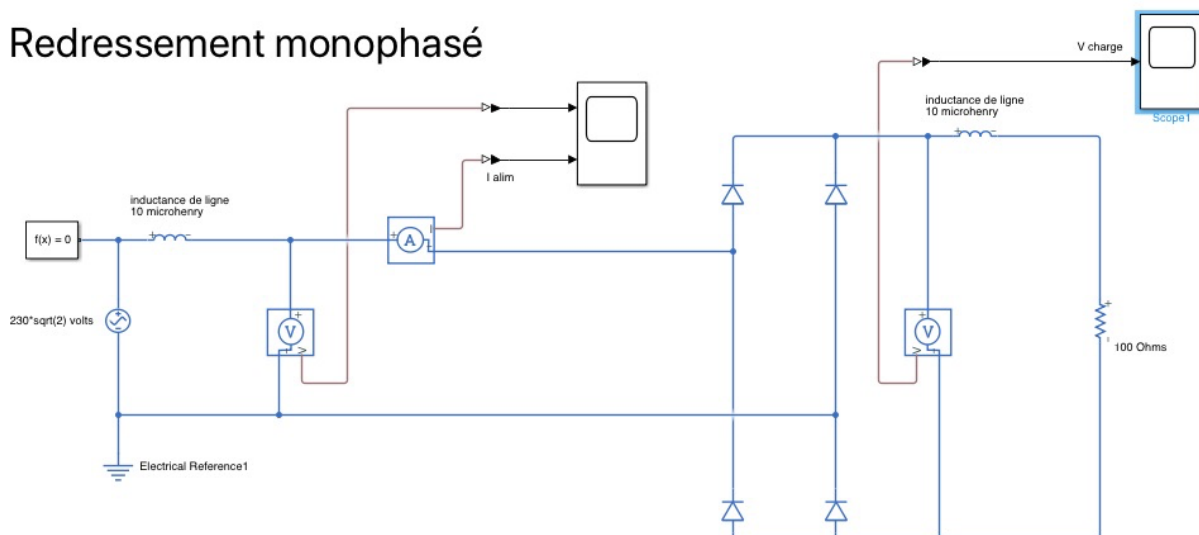 Redressement monophasé
V charge
Scope1
inductance de ligne
10 microhenry
I alim
inductance de ligne
10 microhenry
f(x) = 0
A
I
230*sqrt(2) volts
V
V
V
V
100 Ohms
Electrical Reference1